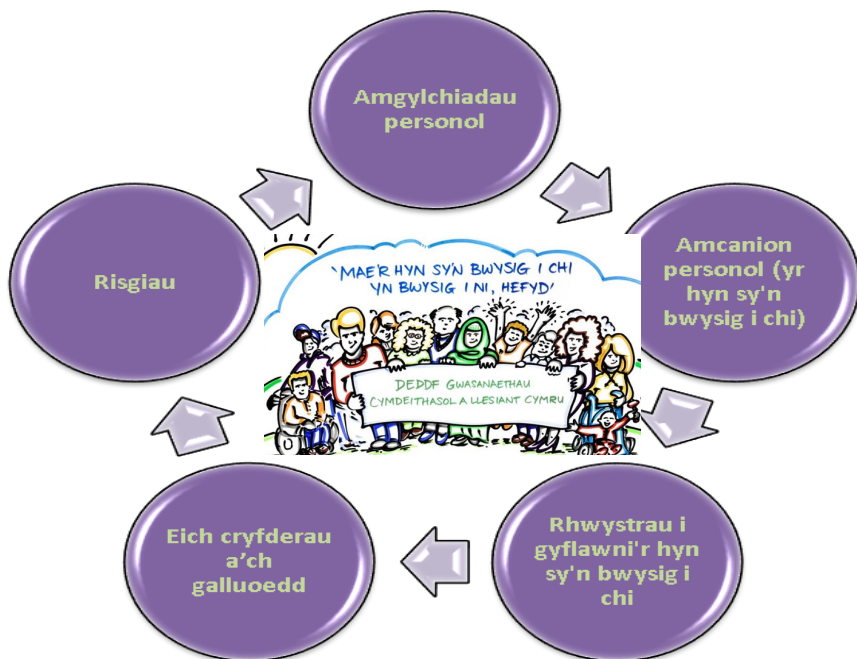 Amgylchiadau
personol
Amcanion
personol (yr
hyn sy'n
bwysig i chi)
Rhwystrau i
gyflawni'r hyn
sy'n bwysig i
chi
Eich cryfderau
a'ch
galluoedd
Risgiau
'MAE'R HYN SY'N BWYSIG I CHI
YN BWYSIG I NI, HEFYD'
DEDDF GWASANAETHAU
CYMDEITHASOL A LLESIANT CYMRU